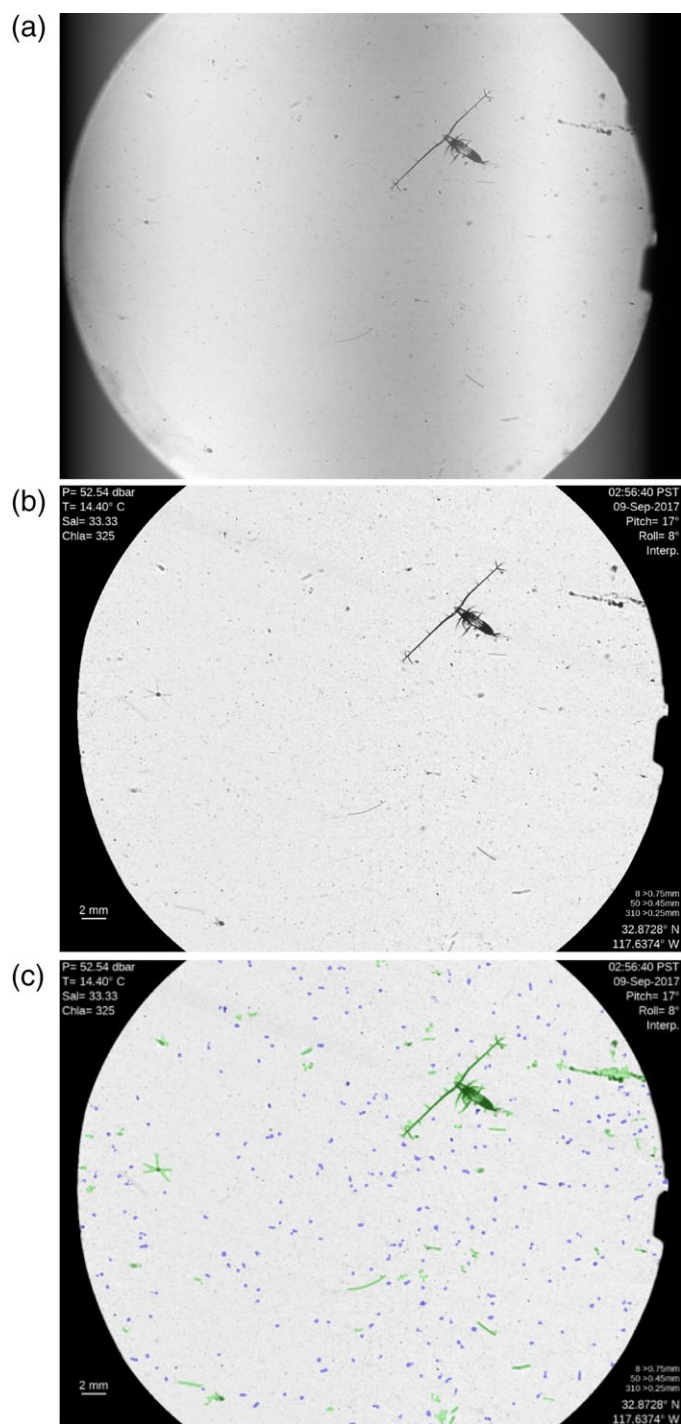 (a)
(b)
P= 52.54 dbar
T= 14.40° C
Sal= 33.33
Chla= 325
02:56:40 PST
09-Sep-2017
Pitch= 17°
Roll= 8°
Interp.
2 mm
8 >0.75mm
50 >0.45mm
310 >0.25mm
32.8728° N
117.6374° W
(c)
P= 52.54 dbar
T= 14.40° C
Sal= 33.33
Chla= 325
02:56:40 PST
09-Sep-2017
Pitch= 17°
Roll= 8°
Interp.
2 mm
8 >0.75mm
50 >0.45mm
310 >0.25mm
32.8728° N
117.6374° W